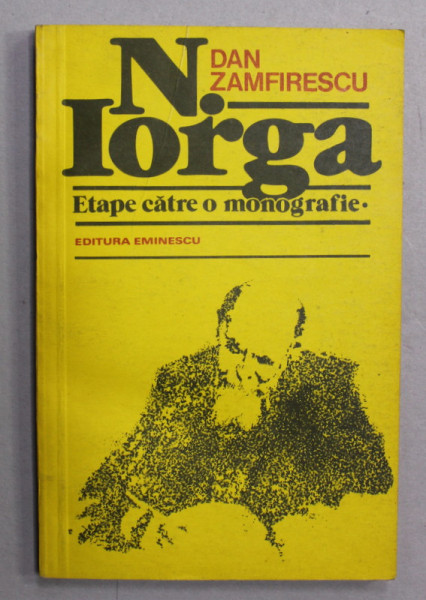 DAN
ZAMFIRESCU
N.
Iorga
Etape către o monografie •
EDITURA EMINESCU